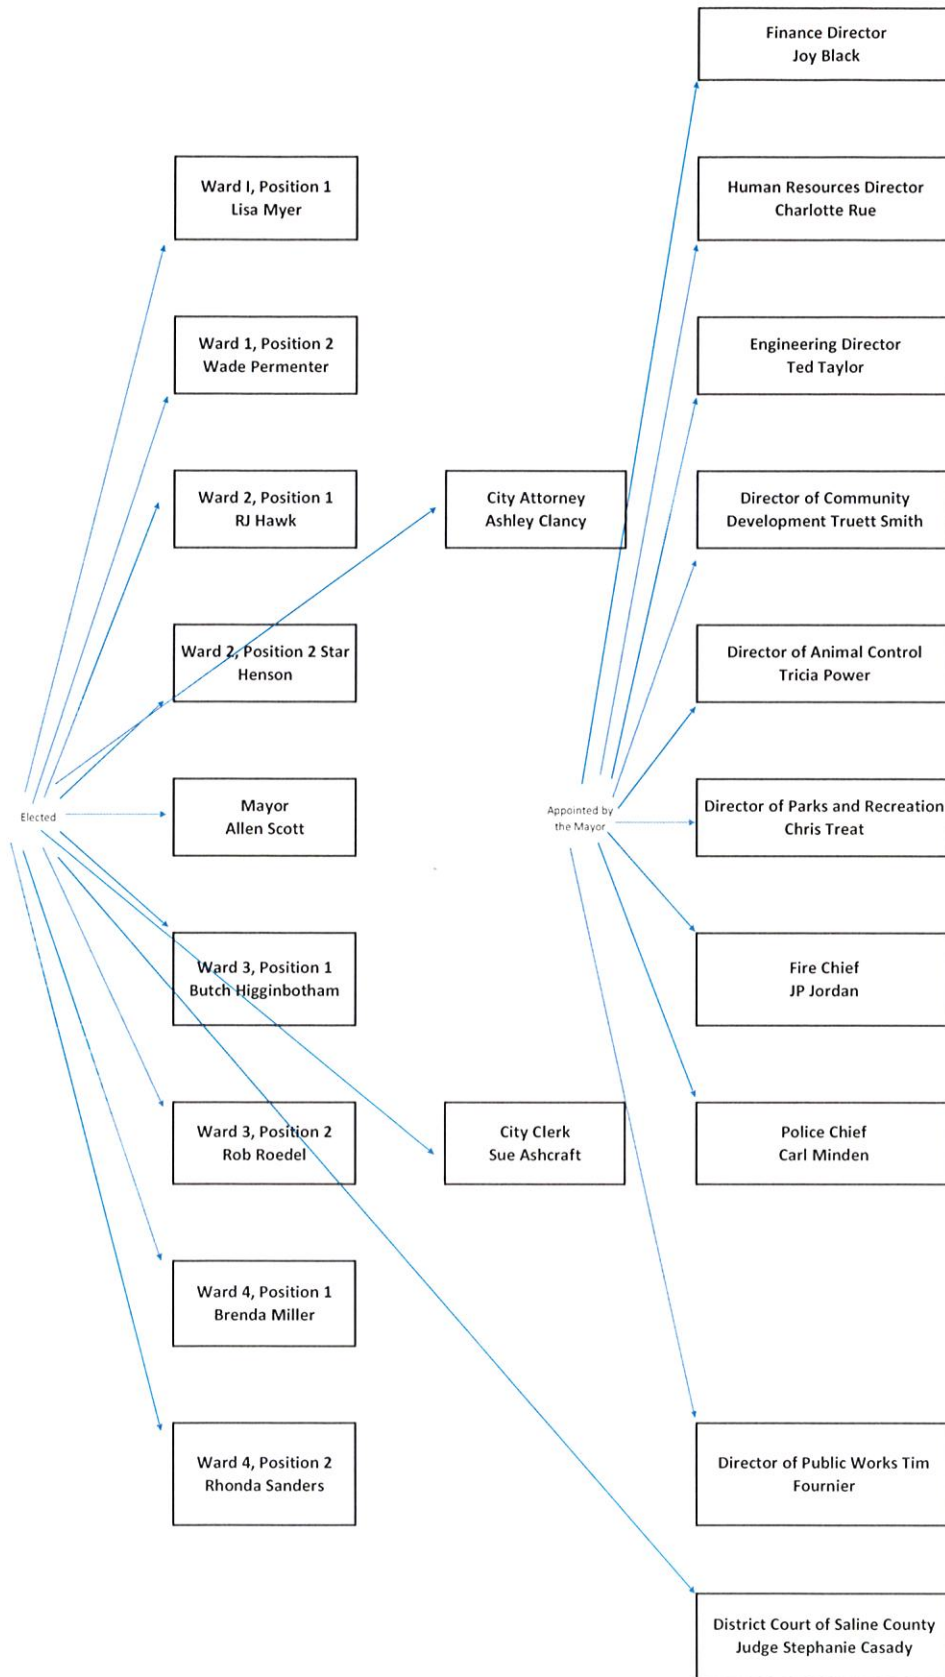 Finance Director
Joy Black
Ward I, Position 1
Lisa Myer
Human Resources Director
Charlotte Rue
Ward 1, Position 2
Wade Permenter
Engineering Director
Ted Taylor
Ward 2, Position 1
RJ Hawk
City Attorney
Ashley Clancy
Director of Community
Development Truett Smith
Ward 2, Position 2 Star
Henson
Director of Animal Control
Tricia Power
Elected
Mayor
Allen Scott
Appointed by
the Mayor
Director of Parks and Recreation
Chris Treat
Ward 3, Position 1
Butch Higginbotham
Fire Chief
JP Jordan
Ward 3, Position 2
Rob Roedel
City Clerk
Sue Ashcraft
Police Chief
Carl Minden
Ward 4, Position 1
Brenda Miller
Ward 4, Position 2
Rhonda Sanders
Director of Public Works Tim
Fournier
District Court of Saline County
Judge Stephanie Casady